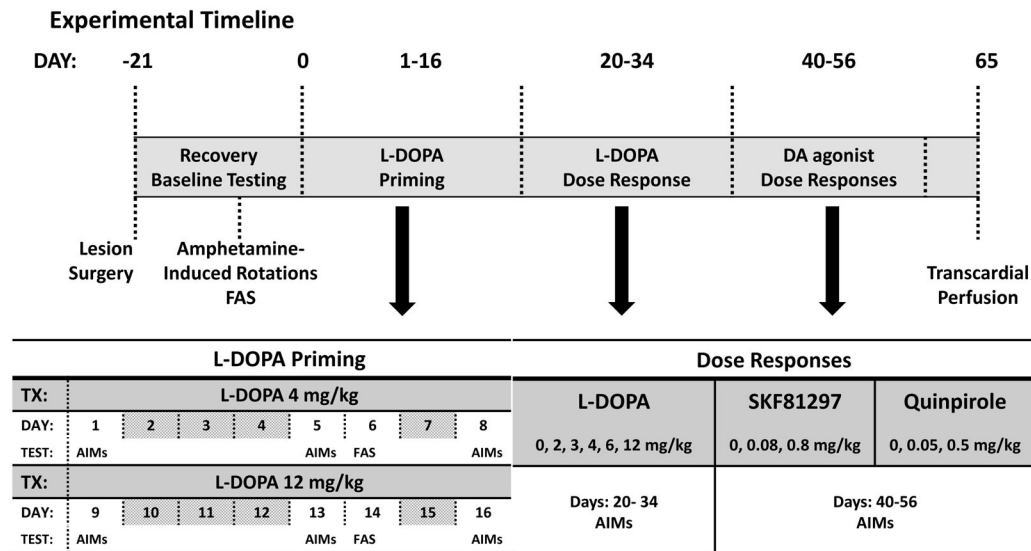 Experimental Timeline
DAY: -21 0 1-16 20-34 40-56 65
Recovery
Baseline Testing
L-DOPA
Priming
L-DOPA
Dose Response
DA agonist
Dose Responses
Lesion
Surgery
Amphetamine-
Induced Rotations
FAS
Transcardial
Perfusion
L-DOPA Priming
TX: L-DOPA 4 mg/kg
DAY: 1 2 3 4 5 6 7 8
TEST: AIMs AIMs FAS AIMs
TX: L-DOPA 12 mg/kg
DAY: 9 10 11 12 13 14 15 16
TEST: AIMs AIMs FAS AIMs
Dose Responses
L-DOPA SKF81297 Quinpirole
0, 2, 3, 4, 6, 12 mg/kg 0, 0.08, 0.8 mg/kg 0, 0.05, 0.5 mg/kg
Days: 20- 34
AIMs
Days: 40-56
AIMs